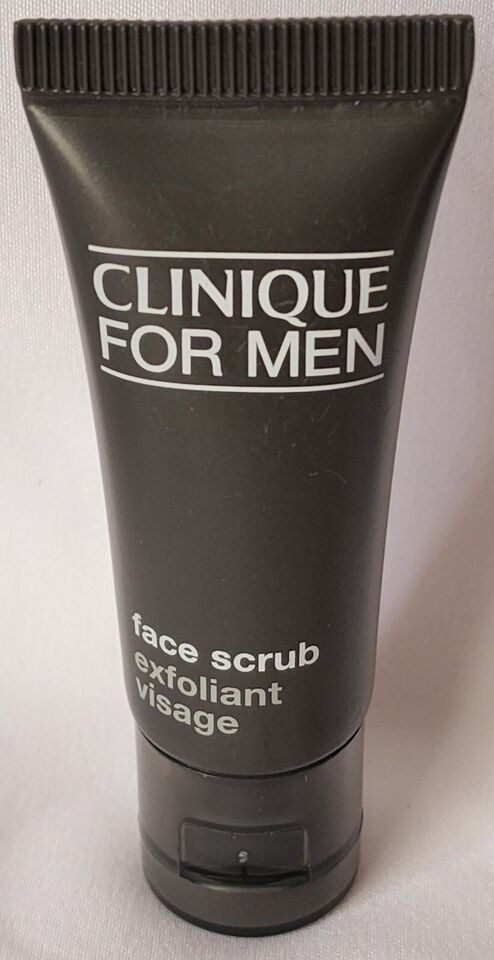 CLINIQUE
FOR MEN
face scrub
exfoliant
visage